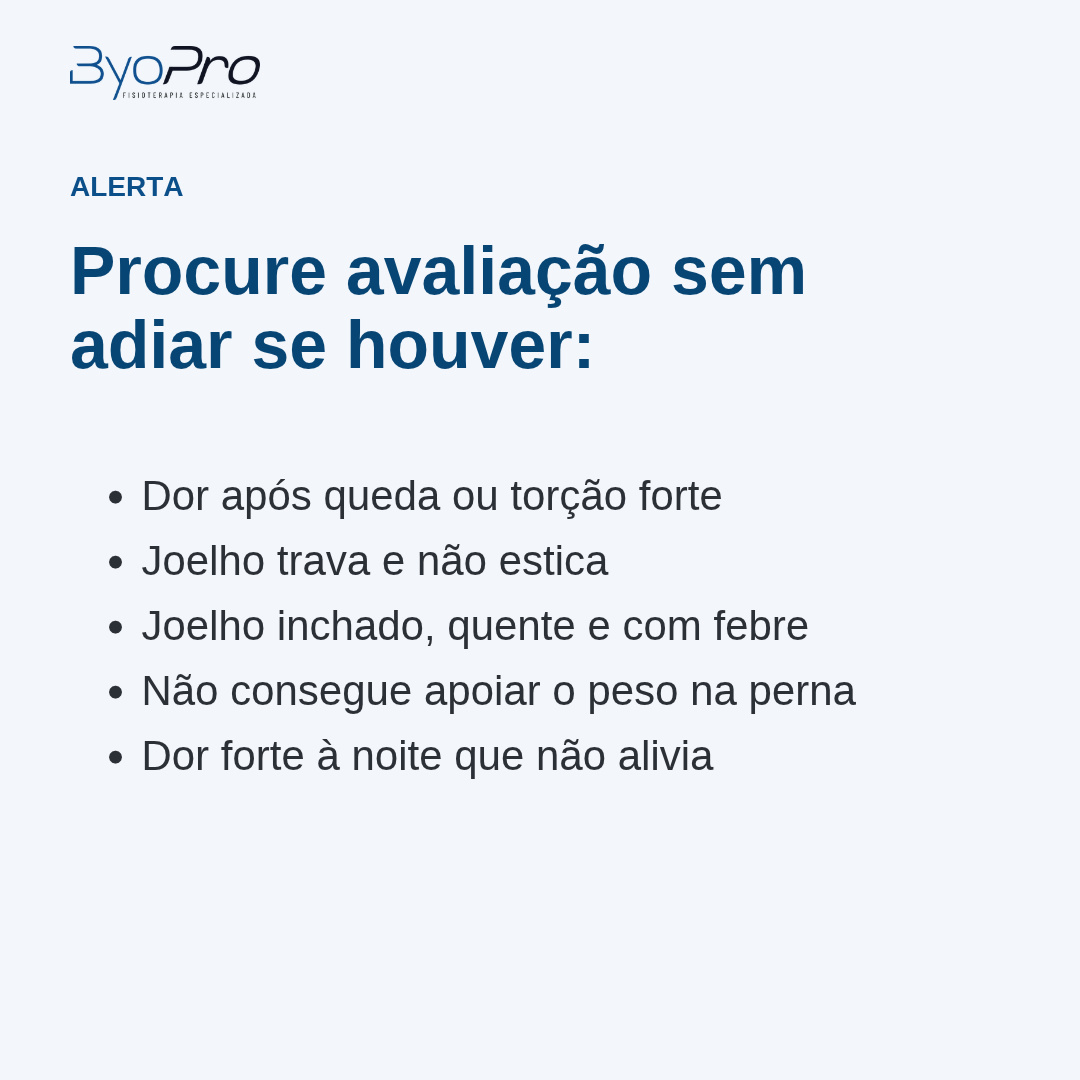 ByoPro
FISIOTERAPIA ESPECIALIZADA
ALERTA
Procure avaliação sem
adiar se houver:
• Dor após queda ou torção forte
• Joelho trava e não estica
• Joelho inchado, quente e com febre
• Não consegue apoiar o peso na perna
• Dor forte à noite que não alivia